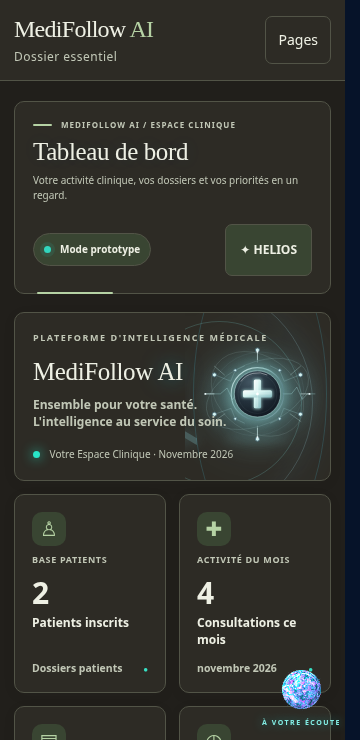 MediFollow AI
Dossier essentiel
Pages
MEDIFOLLOW AI / ESPACE CLINIQUE
Tableau de bord
Votre activité clinique, vos dossiers et vos priorités en un
regard.
Mode prototype
✦ HELIOS
PLATEFORME D'INTELLIGENCE MÉDICALE
MediFollow AI
Ensemble pour votre santé.
L'intelligence au service du soin.
Votre Espace Clinique · Novembre 2026
BASE PATIENTS
2
Patients inscrits
Dossiers patients
ACTIVITÉ DU MOIS
4
Consultations ce
mois
novembre 2026
À VOTRE ÉCOUTE